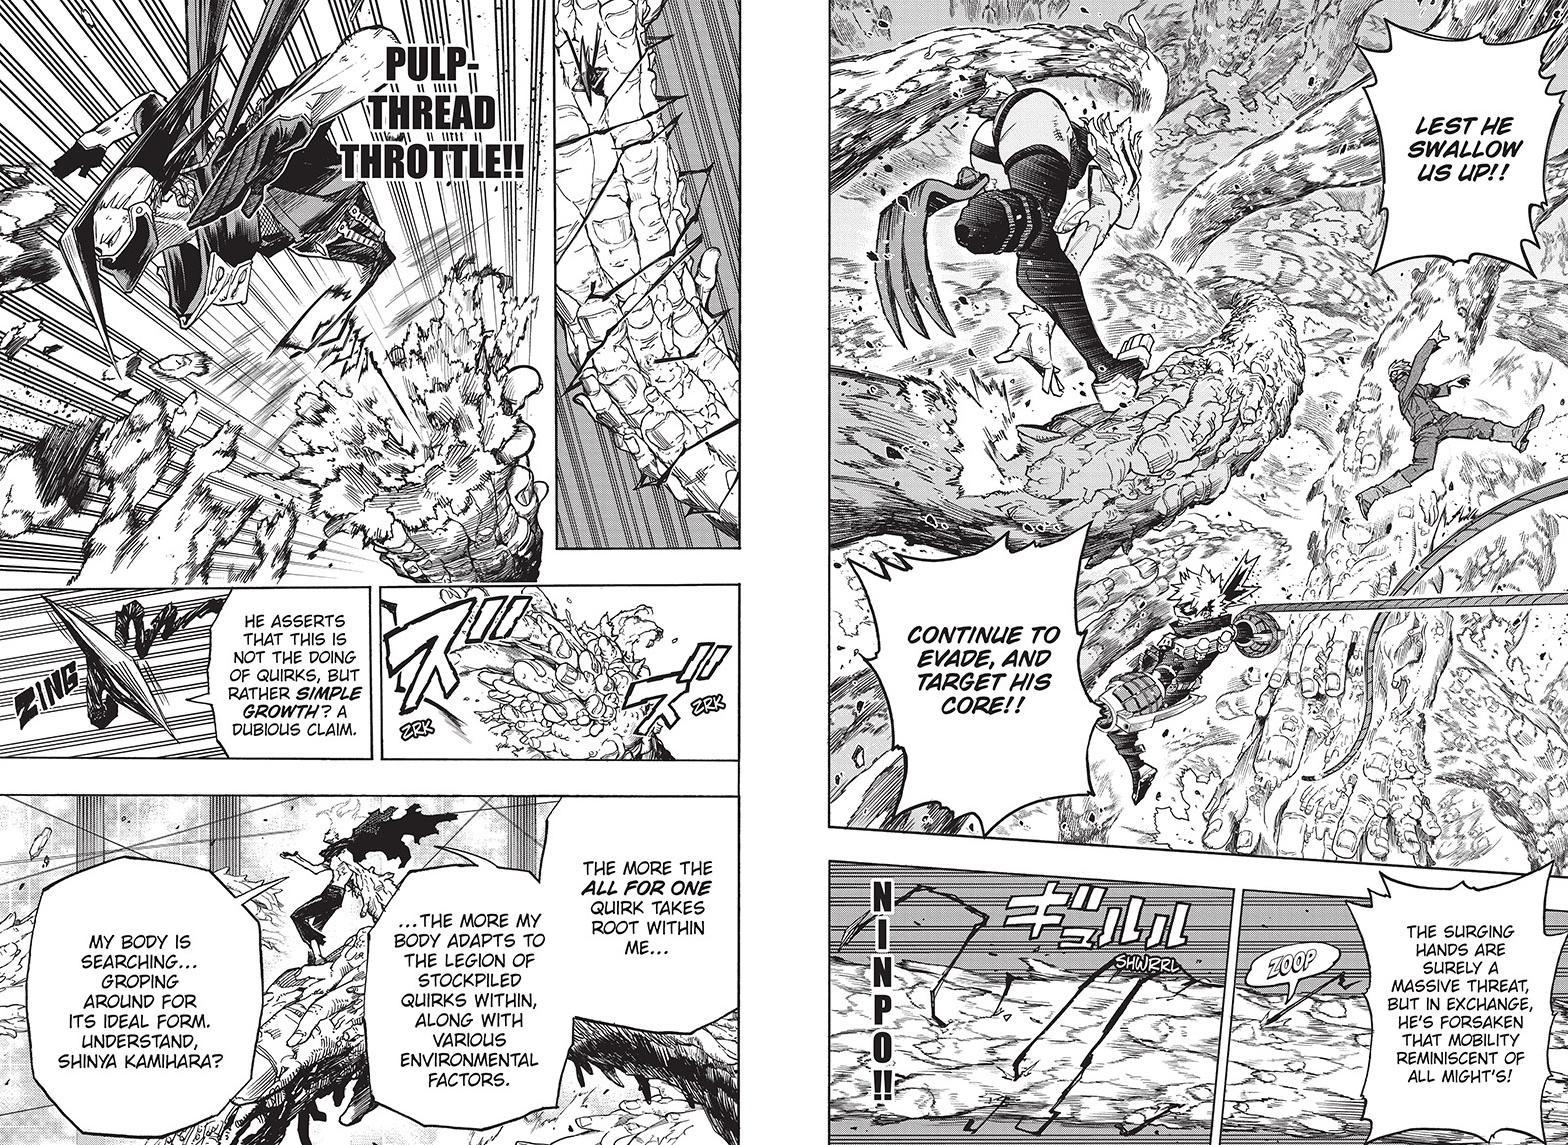 LEST HE
SWALLOW
US UP!!
CONTINUE TO
EVADE, AND
TARGET HIS
CORE!!
THE SURGING
HANDS ARE
SURELY A
MASSIVE THREAT,
BUT IN EXCHANGE,
HE'S FORSAKEN
THAT MOBILITY
REMINISCENT OF
ALL MIGHT'S!
ZOOP
ギュルルル
SHWIRRL
NINPO!!
PULP-
THREAD
THROTTLE!!
ズズ
ZRK
ズズ
ZRK
HE ASSERTS
THAT THIS IS
NOT THE DOING
OF QUIRKS, BUT
RATHER SIMPLE
GROWTH? A
DUBIOUS CLAIM.
ZING
THE MORE THE
ALL FOR ONE
QUIRK TAKES
ROOT WITHIN
ME...
...THE MORE MY
BODY ADAPTS TO
THE LEGION OF
STOCKPILED
QUIRKS WITHIN,
ALONG WITH
VARIOUS
ENVIRONMENTAL
FACTORS.
MY BODY IS
SEARCHING...
GROPING
AROUND FOR
ITS IDEAL FORM.
UNDERSTAND,
SHINYA KAMIHARA?